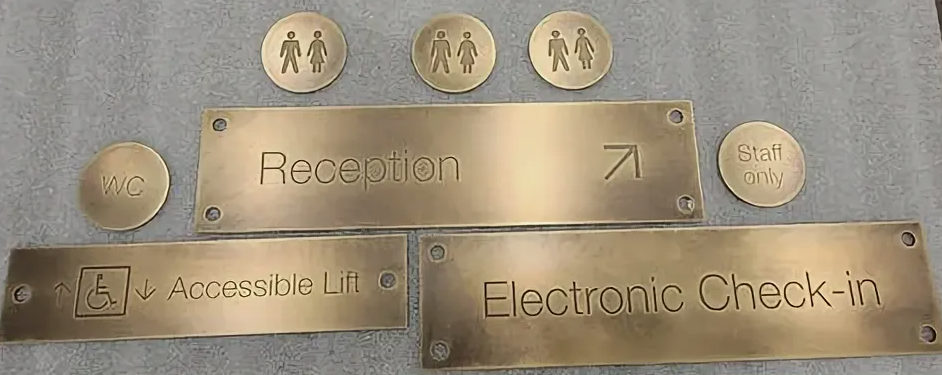 Reception
WC
Staff
only
Accessible Lift
Electronic Check-in